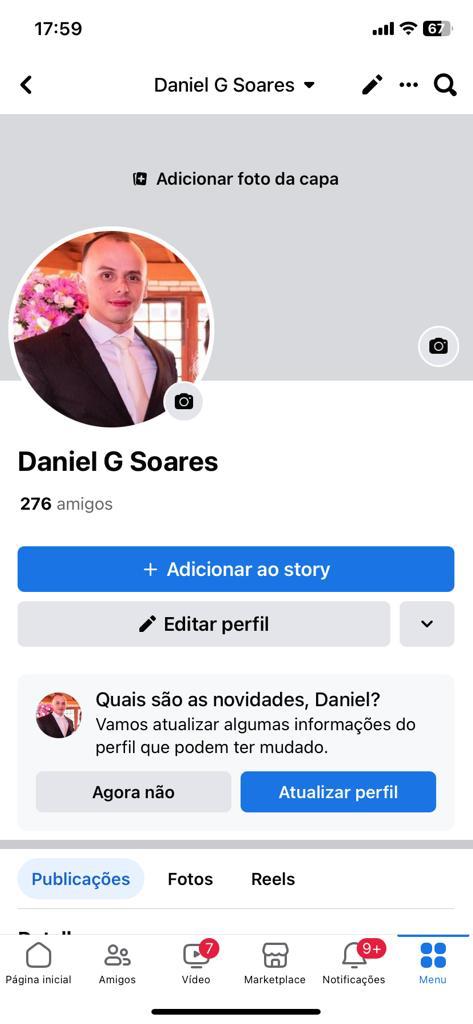 17:59
67
Daniel G Soares
Adicionar foto da capa
Daniel G Soares
276 amigos
+ Adicionar ao story
Editar perfil
Quais são as novidades, Daniel?
Vamos atualizar algumas informações do
perfil que podem ter mudado.
Agora não
Atualizar perfil
Publicações
Fotos
Reels
7
9+
Página inicial
Amigos
Vídeo
Marketplace
Notificações
Menu